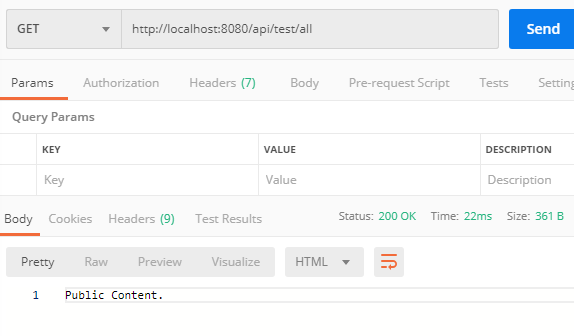 GET http://localhost:8080/api/test/all Send
Params Authorization Headers (7) Body Pre-request Script Tests Setting
Query Params
KEY VALUE DESCRIPTION
Key Value Description
Body Cookies Headers (9) Test Results Status: 200 OK Time: 22ms Size: 361 B
Pretty Raw Preview Visualize HTML
1 Public Content.